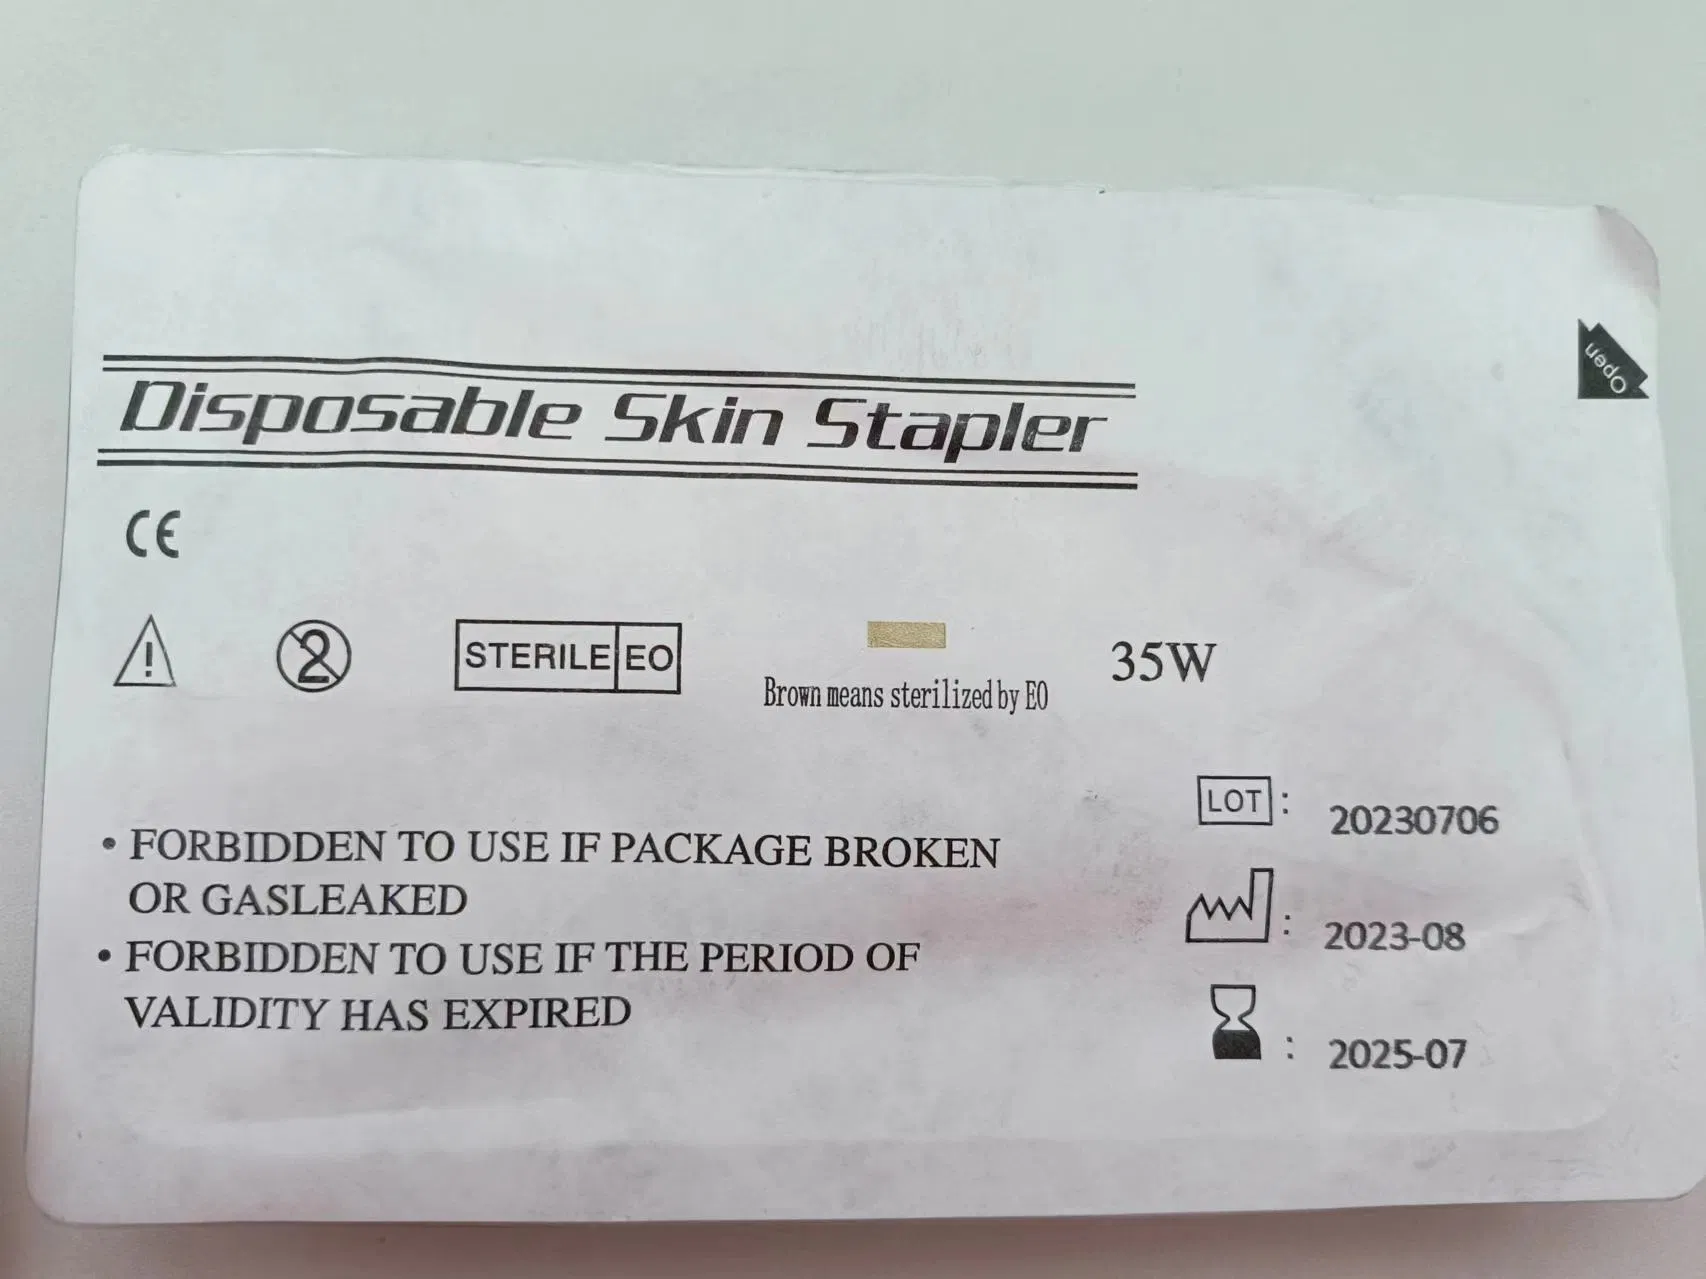 Open
Disposable Skin Stapler
CE
2
STERILE EO
Brown means sterilized by EO
35W
LOT : 20230706
: 2023-08
: 2025-07
• FORBIDDEN TO USE IF PACKAGE BROKEN
OR GASLEAKED
• FORBIDDEN TO USE IF THE PERIOD OF
VALIDITY HAS EXPIRED